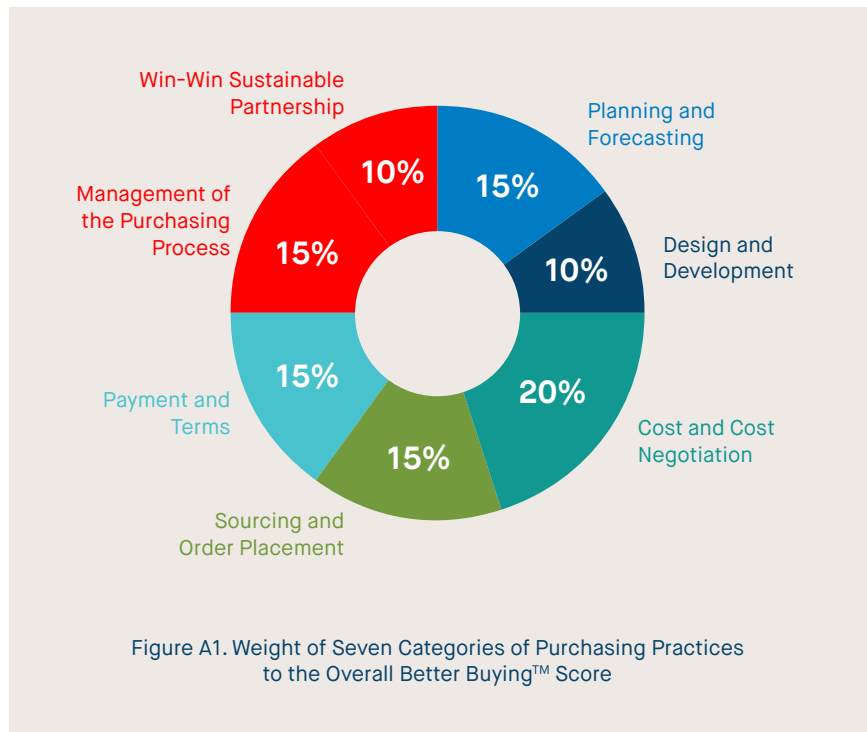 Win-Win Sustainable
Partnership
10%
Planning and
Forecasting
15%
Design and
Development
10%
Cost and Cost
Negotiation
20%
Sourcing and
Order Placement
15%
Payment and
Terms
15%
Management of
the Purchasing
Process
15%
Figure A1. Weight of Seven Categories of Purchasing Practices
to the Overall Better Buying™ Score